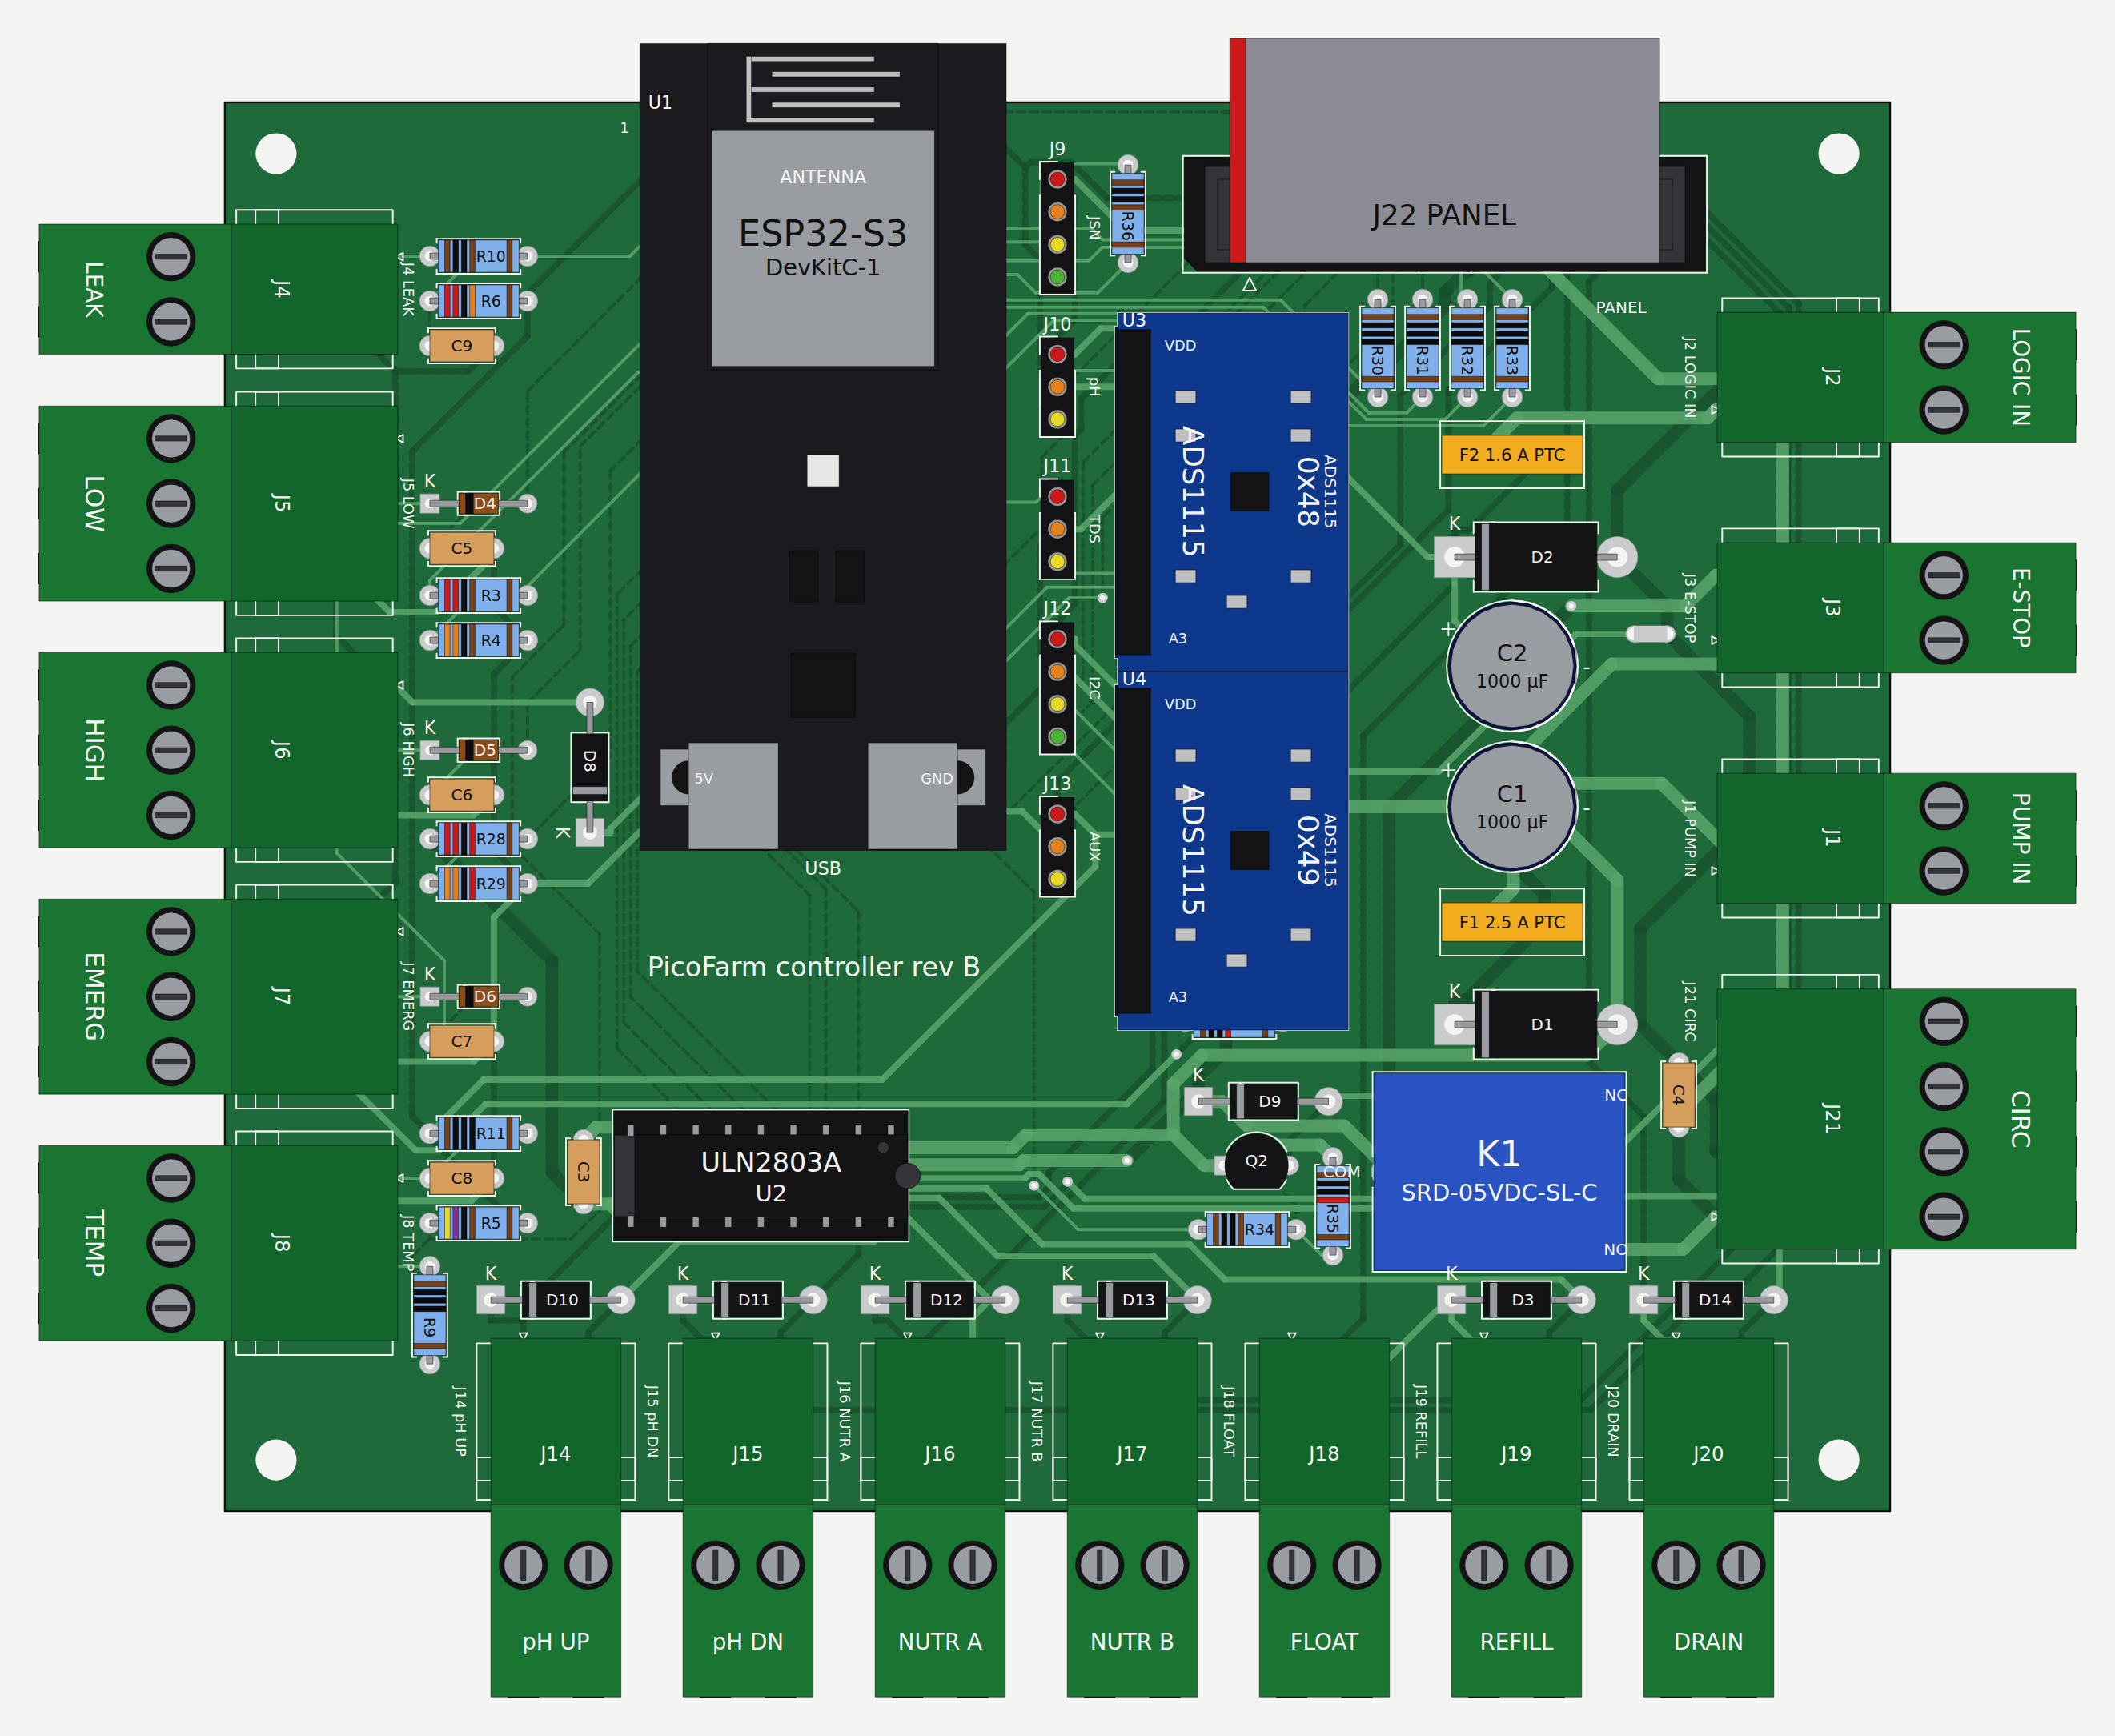 U1
1
ANTENNA
ESP32-S3
DevKitC-1
5V
GND
USB
J9
JSN
R36
J22 PANEL
PANEL
LEAK
J4
J4 LEAK
R10
R6
C9
J10
pH
U3
VDD
ADS1115
0x48
ADS1115
A3
R30
R31
R32
R33
J2 LOGIC IN
J2
LOGIC IN
LOW
J5
J5 LOW
K
D4
C5
R3
R4
J11
TDS
F2 1.6 A PTC
K
D2
J3 E-STOP
J3
E-STOP
J12
I2C
+
C2
1000 µF
-
HIGH
J6
J6 HIGH
K
D5
C6
R28
R29
D8
K
U4
VDD
ADS1115
0x49
ADS1115
A3
J13
AUX
+
C1
1000 µF
-
J1 PUMP IN
J1
PUMP IN
F1 2.5 A PTC
PicoFarm controller rev B
EMERG
J7
J7 EMERG
K
D6
C7
K
D1
J21 CIRC
J21
CIRC
C4
K
D9
Q2
COM
R34
R35
NC
K1
SRD-05VDC-SL-C
NO
R11
C8
R5
C3
ULN2803A
U2
TEMP
J8
J8 TEMP
R9
K
D10
K
D11
K
D12
K
D13
K
D3
K
D14
J14 pH UP
J14
J15 pH DN
J15
J16 NUTR A
J16
J17 NUTR B
J17
J18 FLOAT
J18
J19 REFILL
J19
J20 DRAIN
J20
pH UP
pH DN
NUTR A
NUTR B
FLOAT
REFILL
DRAIN